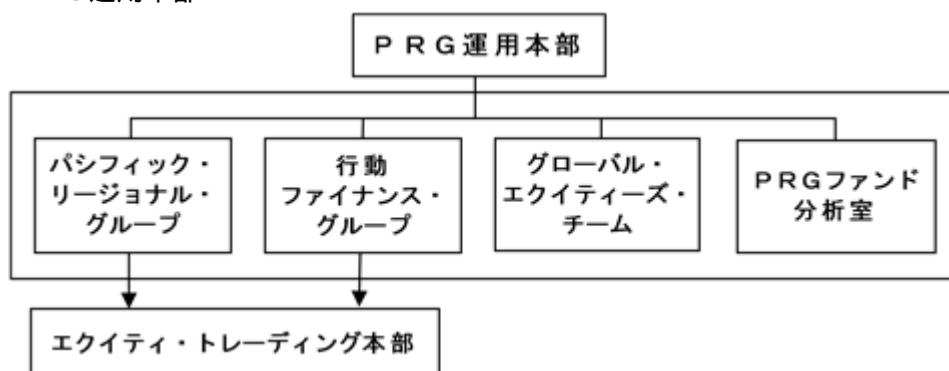 ＰＲＧ運用本部
パシフィック・
リージョナル・
グループ
行動
ファイナンス・
グループ
グローバル・
エクイティーズ・
チーム
ＰＲＧファンド
分析室
エクイティ・トレーディング本部